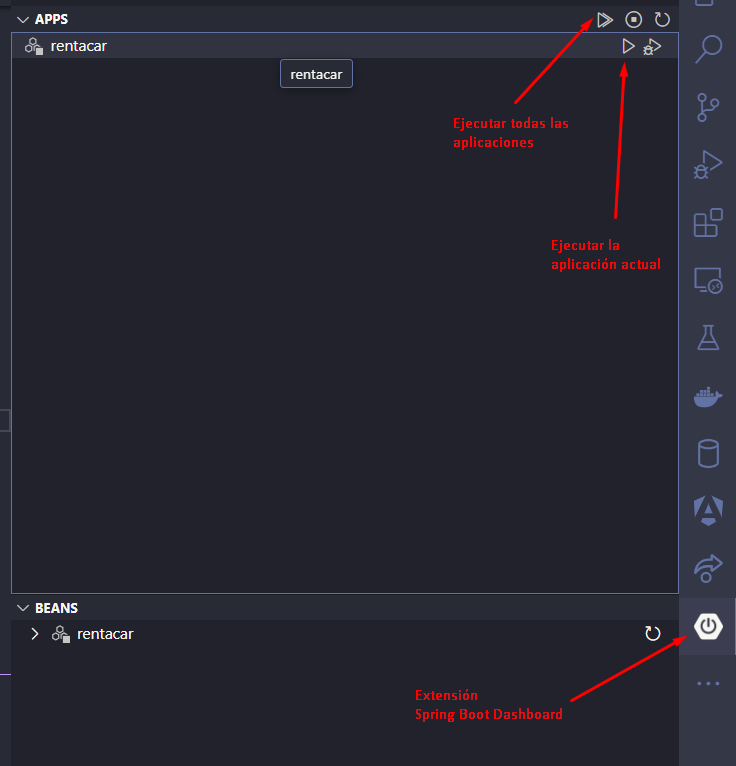 APPS
rentacar
rentacar
Ejecutar todas las
aplicaciones
Ejecutar la
aplicación actual
BEANS
rentacar
Extensión
Spring Boot Dashboard